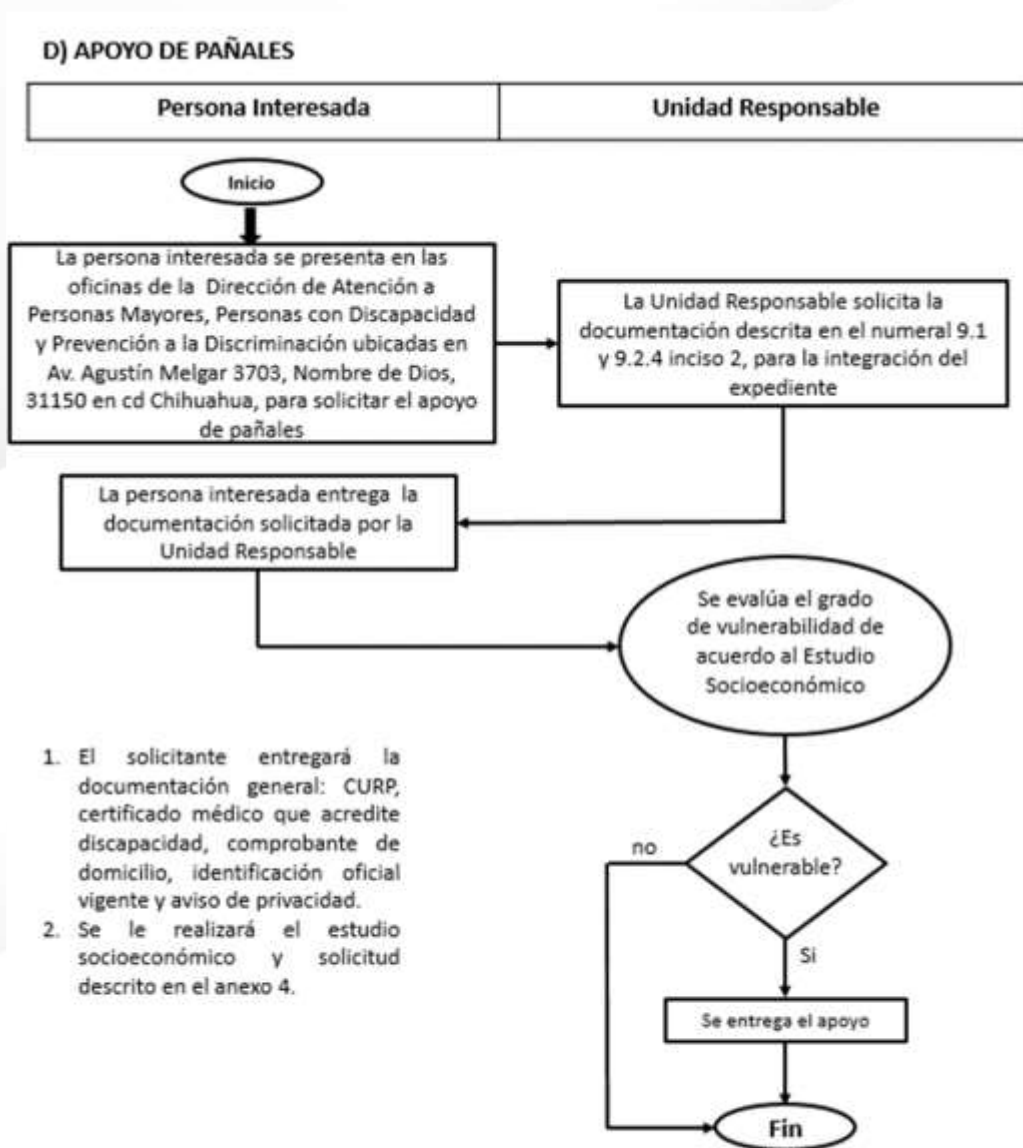 D) APOYO DE PAÑALES
Persona Interesada
Unidad Responsable
Inicio
La persona interesada se presenta en las
oficinas de la Dirección de Atención a
Personas Mayores, Personas con Discapacidad
y Prevención a la Discriminación ubicadas en
Av. Agustín Melgar 3703, Nombre de Dios,
31150 en cd Chihuahua, para solicitar el apoyo
de pañales
La Unidad Responsable solicita la
documentación descrita en el numeral 9.1
y 9.2.4 inciso 2, para la integración del
expediente
La persona interesada entrega la
documentación solicitada por la
Unidad Responsable
Se evalúa el grado
de vulnerabilidad de
acuerdo al Estudio
Socioeconómico
1. El solicitante entregará la
documentación general: CURP,
certificado médico que acredite
discapacidad, comprobante de
domicilio, identificación oficial
vigente y aviso de privacidad.
2. Se le realizará el estudio
socioeconómico y solicitud
descrito en el anexo 4.
¿Es
vulnerable?
no
Si
Se entrega el apoyo
Fin